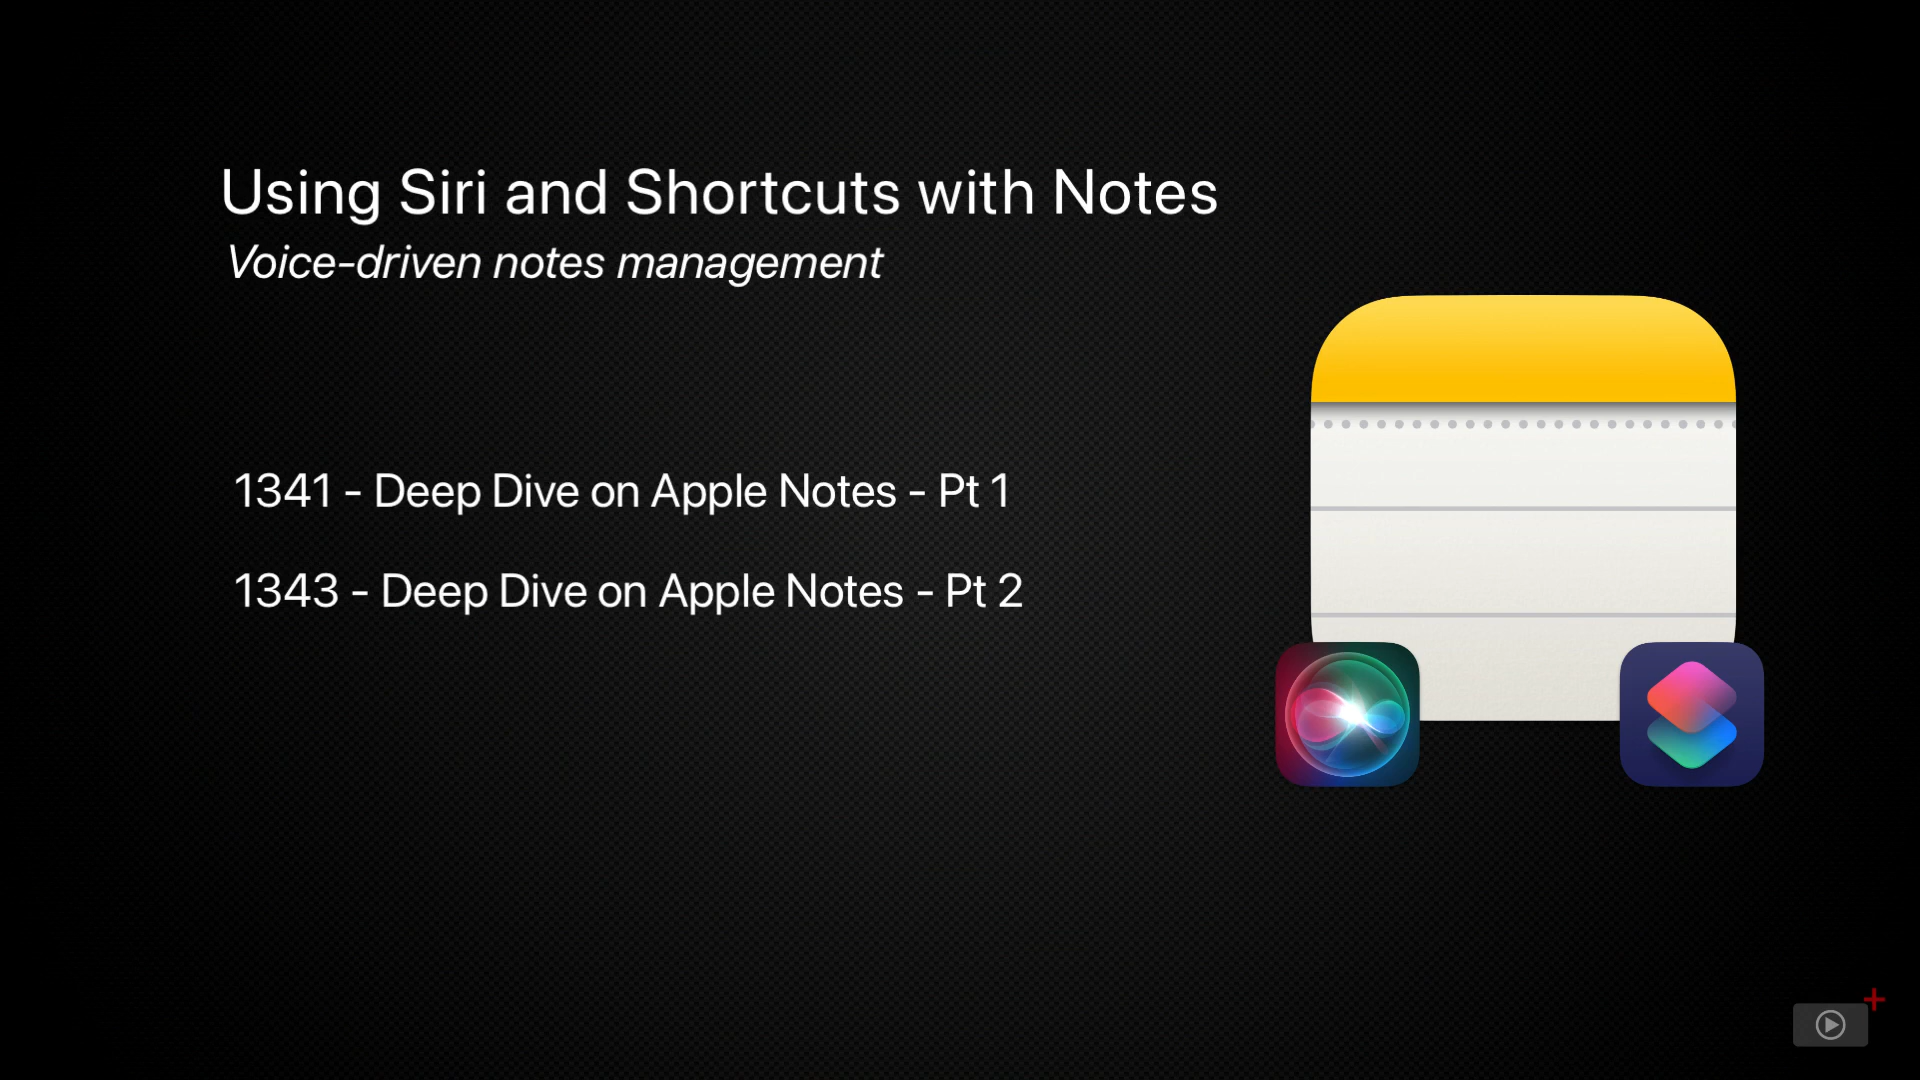 Using Siri and Shortcuts with Notes
Voice-driven notes management
1341 - Deep Dive on Apple Notes - Pt 1
1343 - Deep Dive on Apple Notes - Pt 2